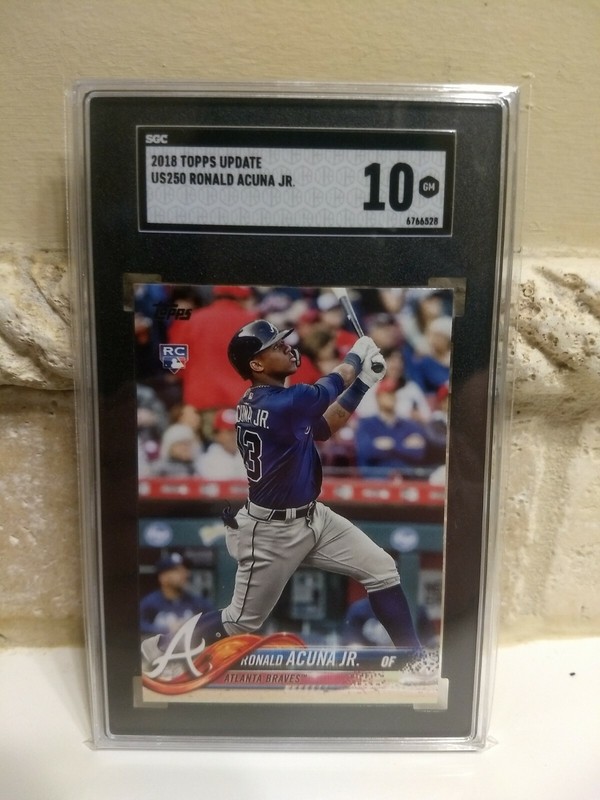 SGC
2018 TOPPS UPDATE
US250 RONALD ACUNA JR.
10 GM
6766528
Topps
RC
ACUÑA JR.
13
A
RONALD ACUNA JR. OF
ATLANTA BRAVES